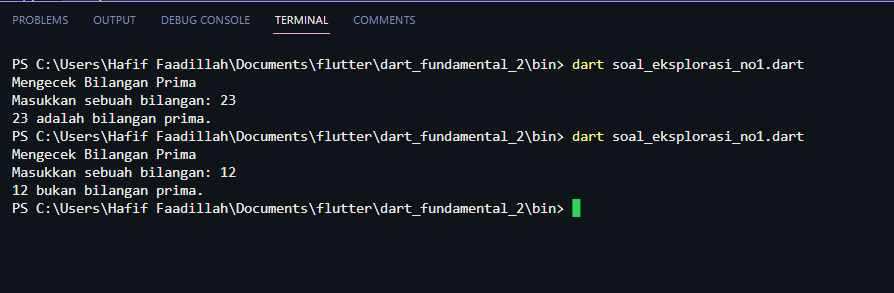 PROBLEMS OUTPUT DEBUG CONSOLE TERMINAL COMMENTS
PS C:\Users\Hafif Faadillah\Documents\flutter\dart_fundamental_2\bin> dart soal_eksplorasi_no1.dart
Mengecek Bilangan Prima
Masukkan sebuah bilangan: 23
23 adalah bilangan prima.
PS C:\Users\Hafif Faadillah\Documents\flutter\dart_fundamental_2\bin> dart soal_eksplorasi_no1.dart
Mengecek Bilangan Prima
Masukkan sebuah bilangan: 12
12 bukan bilangan prima.
PS C:\Users\Hafif Faadillah\Documents\flutter\dart_fundamental_2\bin>